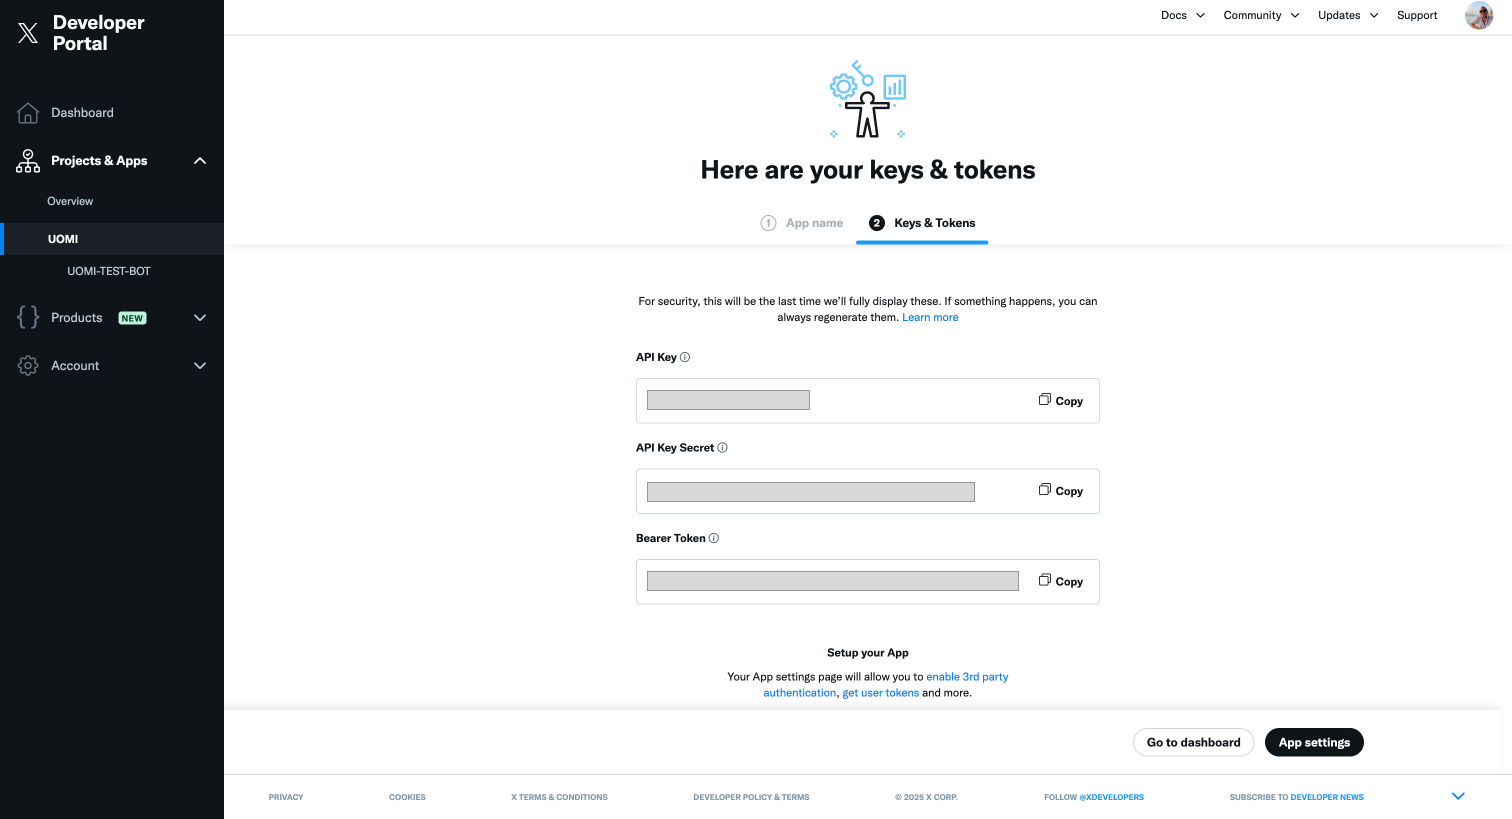 Developer
Portal
Docs
Community
Updates
Support
Dashboard
Projects & Apps
Overview
UOMI
UOMI-TEST-BOT
Products NEW
Account
Here are your keys & tokens
1 App name
2 Keys & Tokens
For security, this will be the last time we'll fully display these. If something happens, you can
always regenerate them. Learn more
API Key
Copy
API Key Secret
Copy
Bearer Token
Copy
Setup your App
Your App settings page will allow you to enable 3rd party
authentication, get user tokens and more.
Go to dashboard
App settings
PRIVACY
COOKIES
X TERMS & CONDITIONS
DEVELOPER POLICY & TERMS
© 2025 X CORP.
FOLLOW @XDEVELOPERS
SUBSCRIBE TO DEVELOPER NEWS